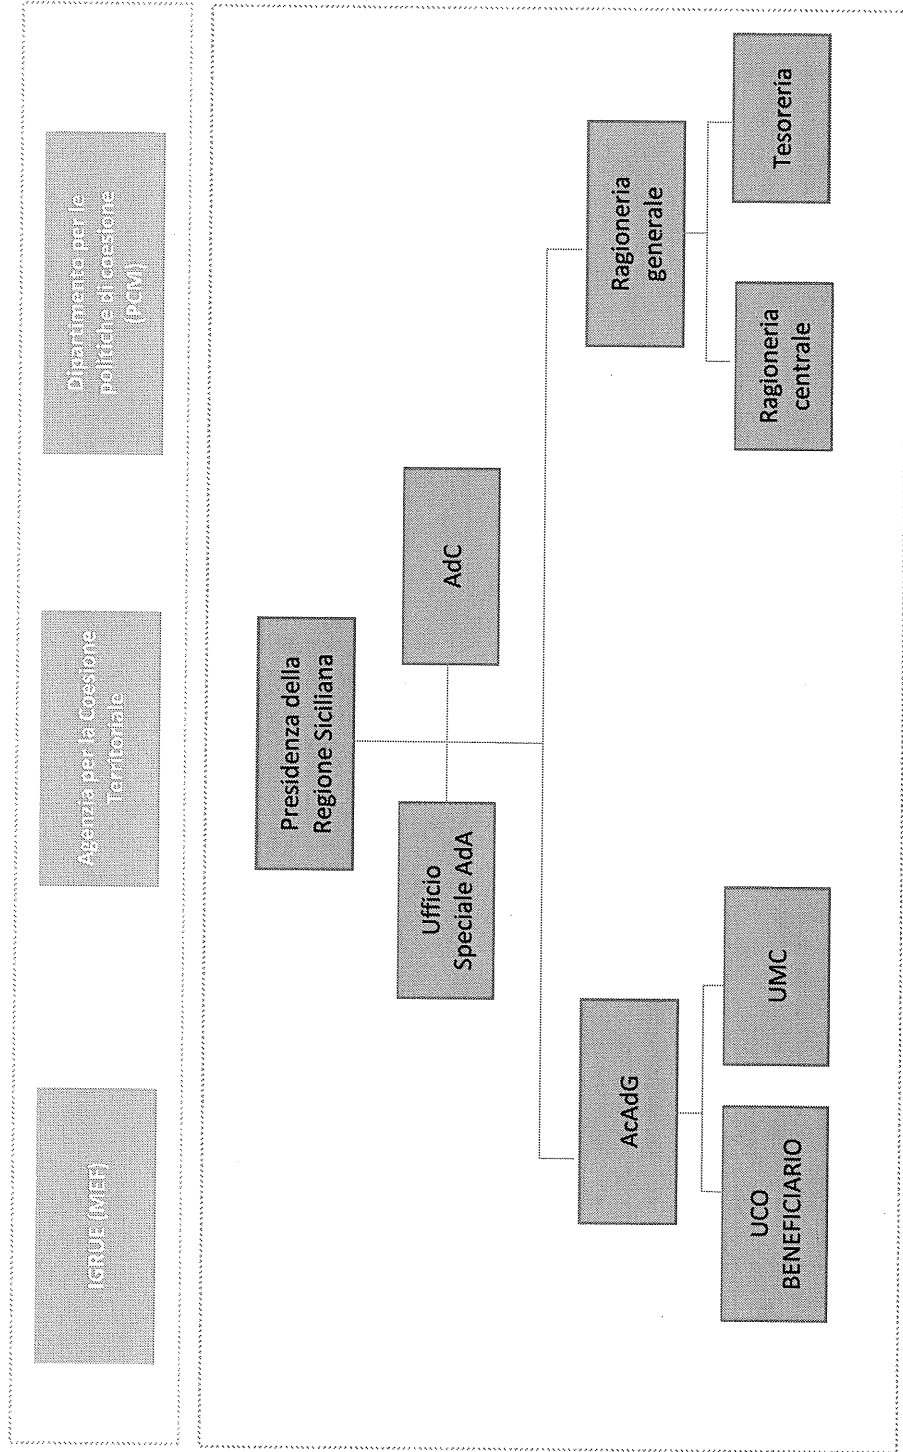 IGRUE (MEF)
Agenzia per la Coesione
Territoriale
Dipartimento per le
politiche di coesione
(PCM)
Presidenza della
Regione Siciliana
Ufficio
Speciale AdA
AdC
AcAdG
Ragioneria
generale
UCO
BENEFICIARIO
UMC
Ragioneria
centrale
Tesoreria